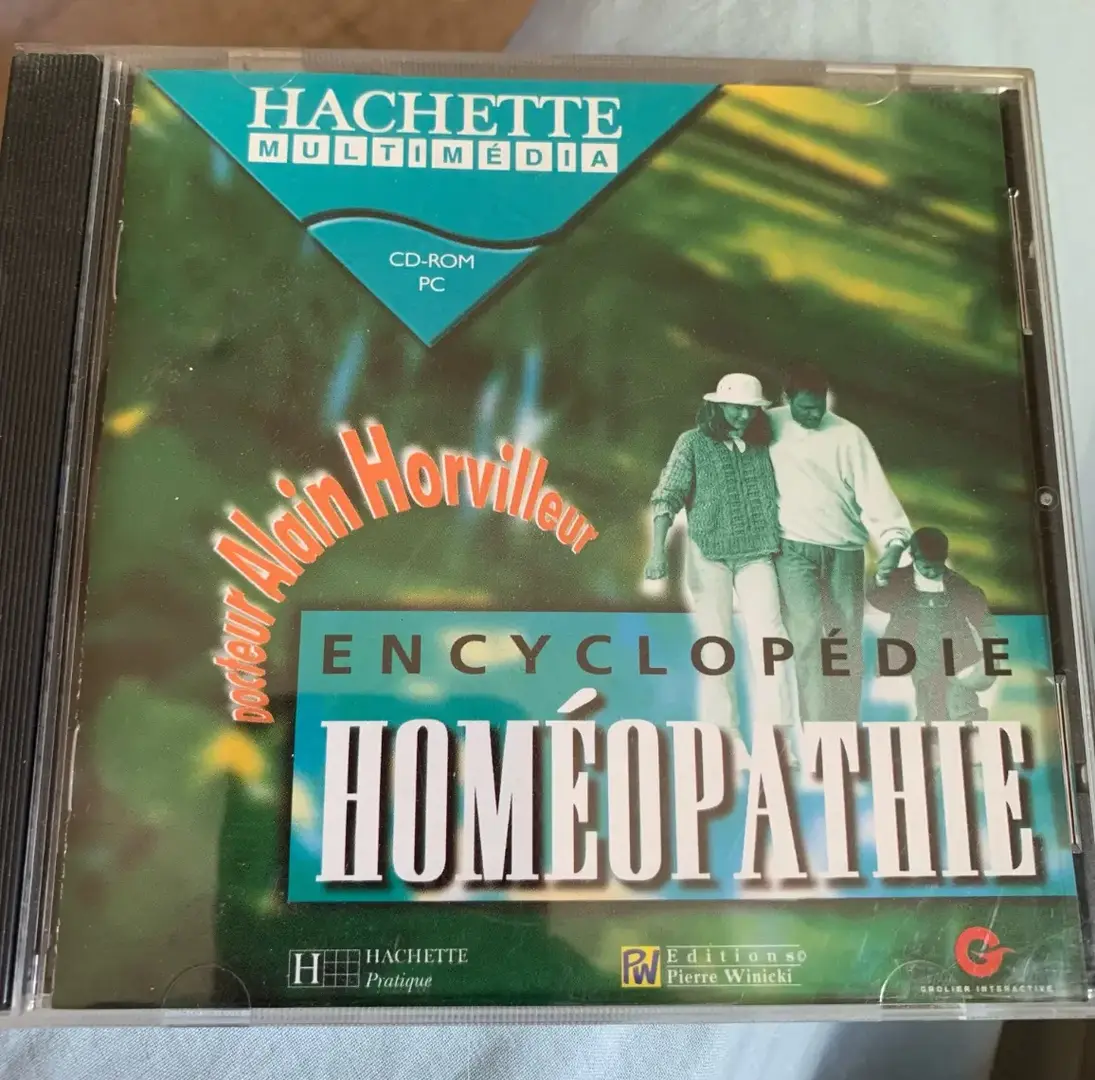 HACHETTE
MULTIMÉDIA
CD-ROM
PC
Docteur Alain Horvilleur
ENCYCLOPÉDIE
HOMÉOPATHIE
H HACHETTE
Pratique
PW Editions©
Pierre Winicki
G
GROLIER INTERACTIVE